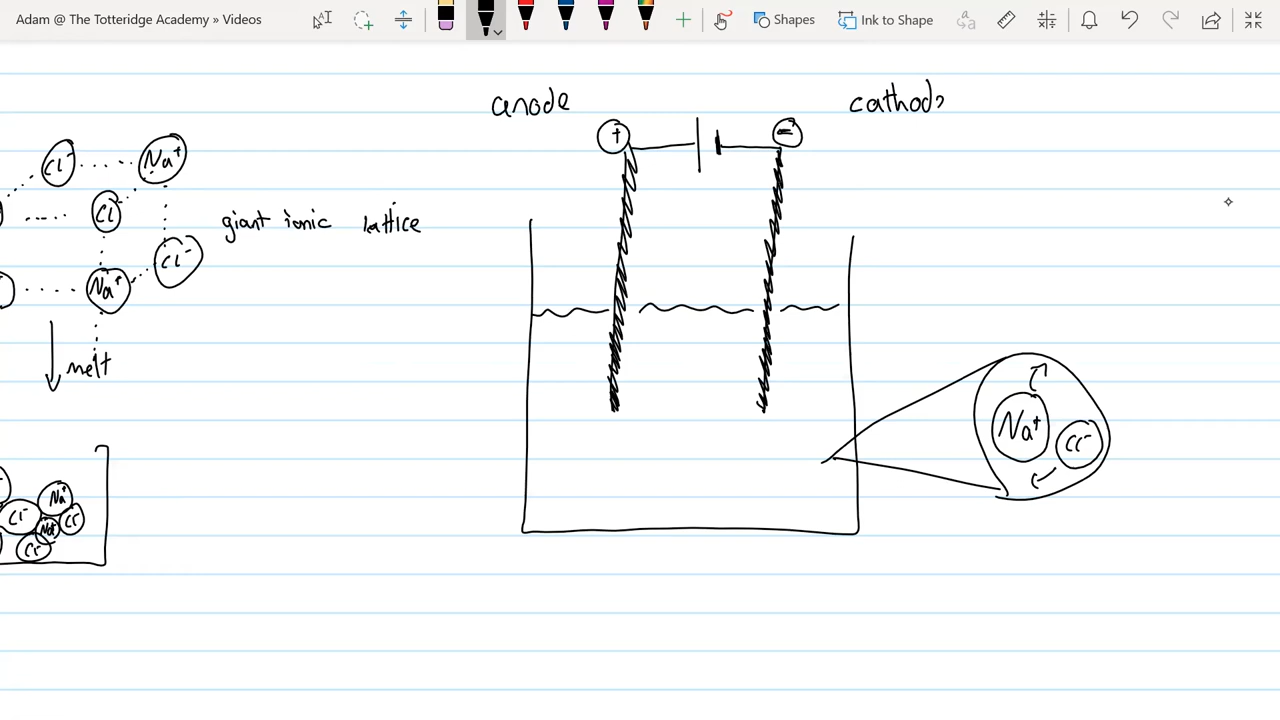 Adam @ The Totteridge Academy » Videos
Shapes
Ink to Shape
anode
cathod
+
-
Cl⁻
Na⁺
Cl
giant ionic lattice
Cl⁻
Na⁺
melt
Na⁺
Cl⁻
Na⁺
Cl⁻
Na⁺
Cl⁻
Cl⁻